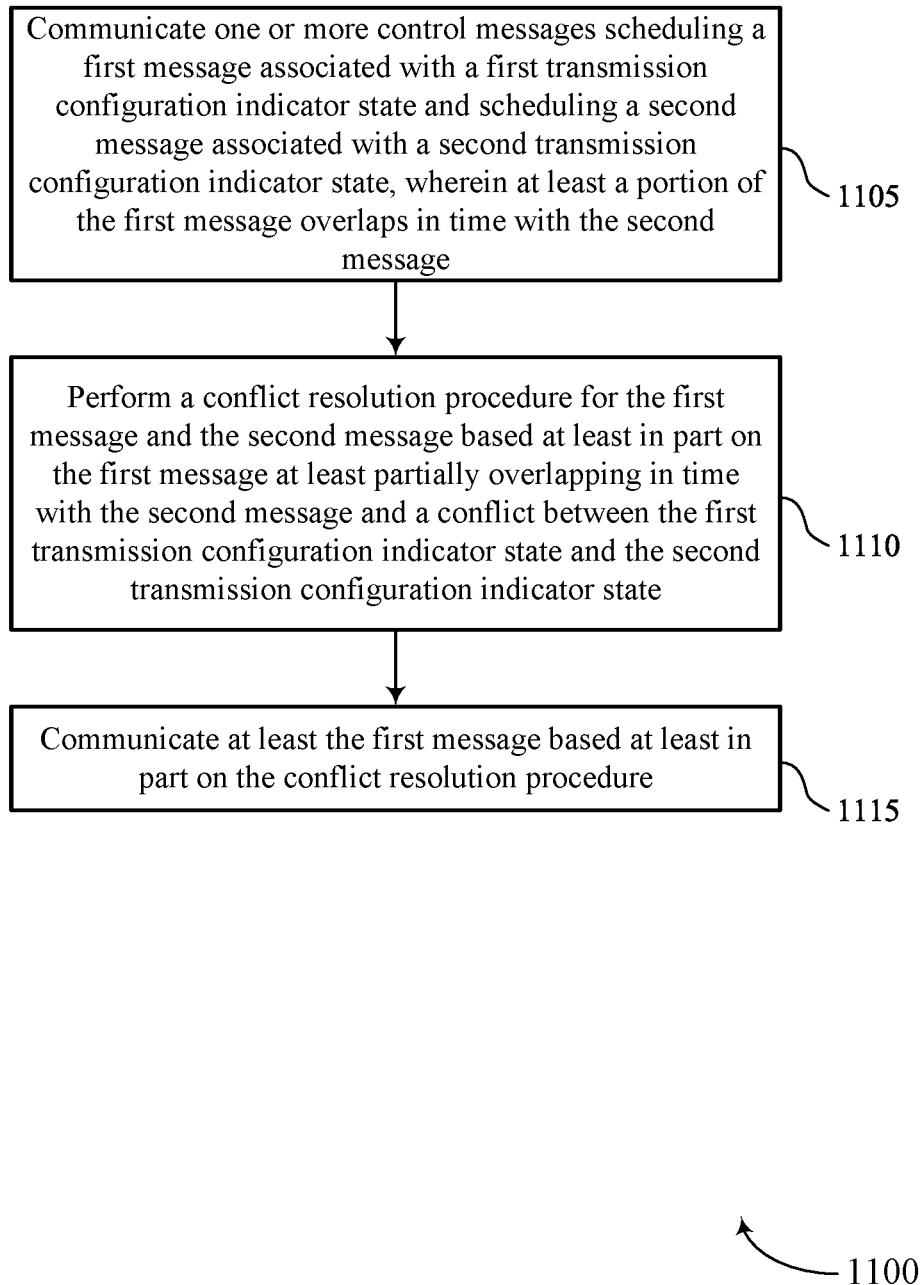 Communicate one or more control messages scheduling a
first message associated with a first transmission
configuration indicator state and scheduling a second
message associated with a second transmission
configuration indicator state, wherein at least a portion of
the first message overlaps in time with the second
message
1105
Perform a conflict resolution procedure for the first
message and the second message based at least in part on
the first message at least partially overlapping in time
with the second message and a conflict between the first
transmission configuration indicator state and the second
transmission configuration indicator state
1110
Communicate at least the first message based at least in
part on the conflict resolution procedure
1115
1100